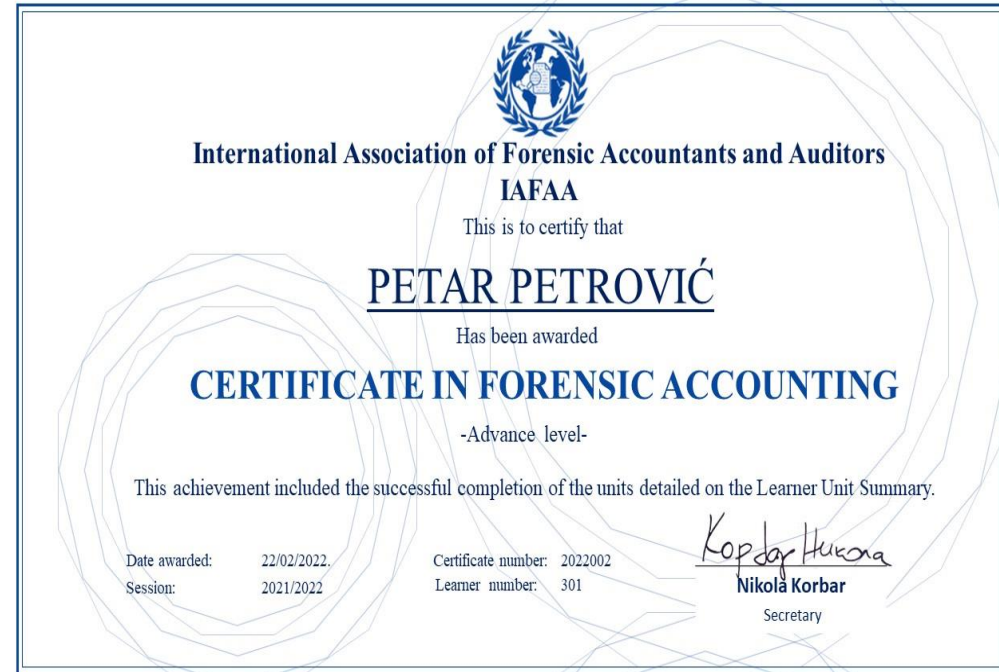 International Association of Forensic Accountants and Auditors
IAFAA
This is to certify that
PETAR PETROVIĆ
Has been awarded
CERTIFICATE IN FORENSIC ACCOUNTING
-Advance level-
This achievement included the successful completion of the units detailed on the Learner Unit Summary.
Date awarded: 22/02/2022. Certificate number: 2022002
Session: 2021/2022 Learner number: 301
Корбар Никола
Nikola Korbar
Secretary